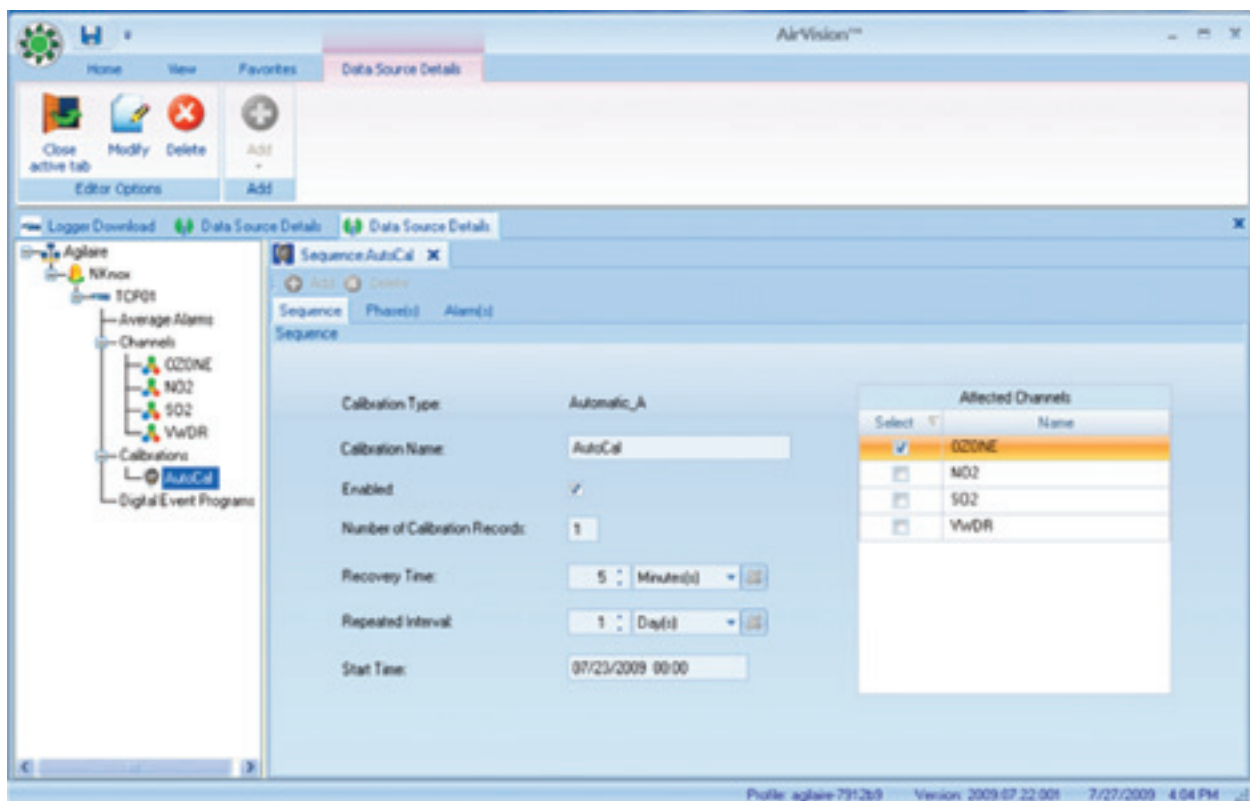 AirVision™
Home View Favorites Data Source Details
Close active tab
Modify
Delete
Add
Editor Options
Add
Logger Download Data Source Details Data Source Details
Agilaire
NKnox
TCP01
Average Alarms
Channels
OZONE
NO2
SO2
VWDR
Calibrations
AutoCal
Digital Event Programs
Sequence:AutoCal
Add Delete
Sequence Phase(s) Alarm(s)
Sequence
Calibration Type: Automatic_A
Calibration Name: AutoCal
Enabled
Number of Calibration Records: 1
Recovery Time: 5 Minutes(s)
Repeated Interval: 1 Day(s)
Start Time: 07/23/2009 00:00
Affected Channels
Select Name
OZONE
NO2
SO2
VWDR
Profile: agilaire-7912b9 Version: 2009.07.22.001 7/27/2009 4:04 PM